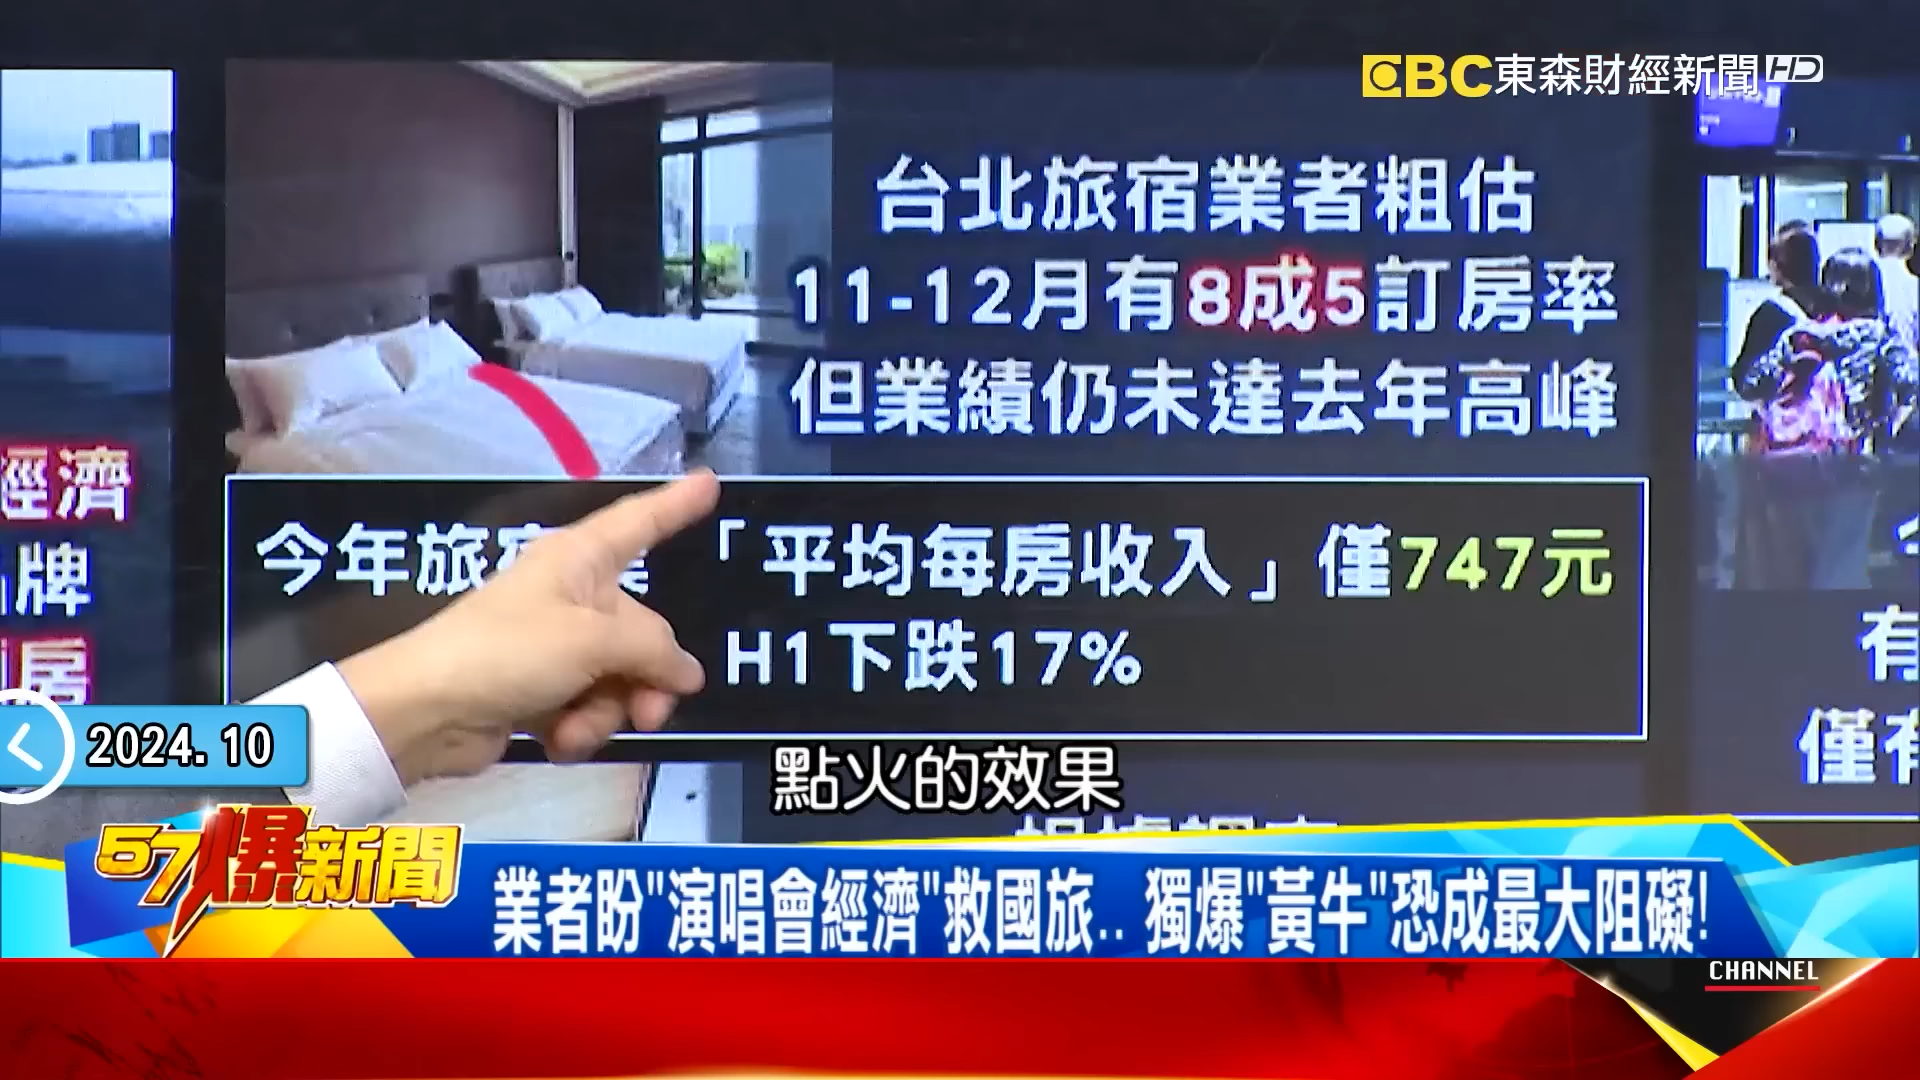 EBC東森財經新聞HD
台北旅宿業者粗估
11-12月有8成5訂房率
但業績仍未達去年高峰
經濟
牌
房
今年旅宿業「平均每房收入」僅747元
H1下跌17%
有
僅有
2024.10
點火的效果
57爆新聞
業者盼"演唱會經濟"救國旅.. 獨爆"黃牛"恐成最大阻礙!
CHANNEL